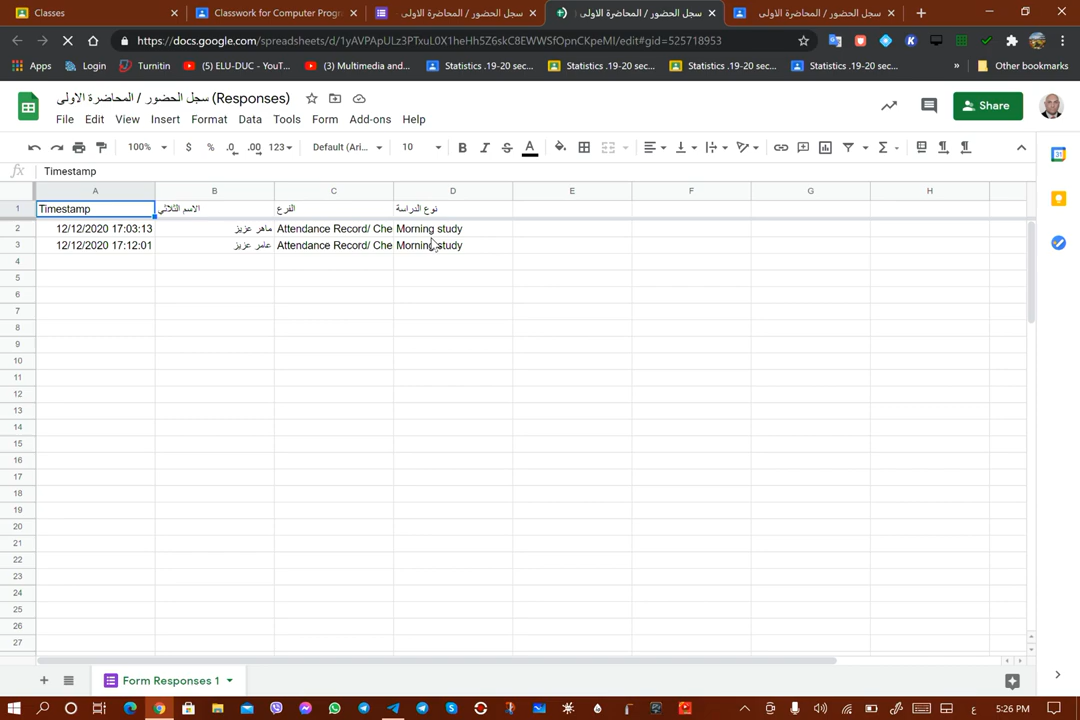 Classes
Classwork for Computer Prog
سجل الحضور / المحاضرة الاولى
سجل الحضور / المحاضرة الاولى
سجل الحضور / المحاضرة الاولى
https://docs.google.com/spreadsheets/d/1yAVPApULz3PTxuL0X1heHh5Z6skC8EWWSfOpnCKpeMI/edit#gid=525718953
Apps
Login
Turnitin
(5) ELU-DUC - YouT...
(3) Multimedia and...
Statistics .19-20 sec...
Statistics .19-20 sec...
Statistics .19-20 sec...
Statistics .19-20 sec...
Other bookmarks
سجل الحضور / المحاضرة الاولى (Responses)
File Edit View Insert Format Data Tools Form Add-ons Help
Share
100% $ % .0 .00 123 Default (Ari... 10
fx Timestamp
A B C D E F G H
1 Timestamp الاسم الثلاثي الفرع نوع الدراسة
2 12/12/2020 17:03:13 ماهر عزيز Attendance Record/ Che Morning study
3 12/12/2020 17:12:01 عامر عزيز Attendance Record/ Che Morning study
4
5
6
7
8
9
10
11
12
13
14
15
16
17
18
19
20
21
22
23
24
25
26
27
Form Responses 1
5:26 PM